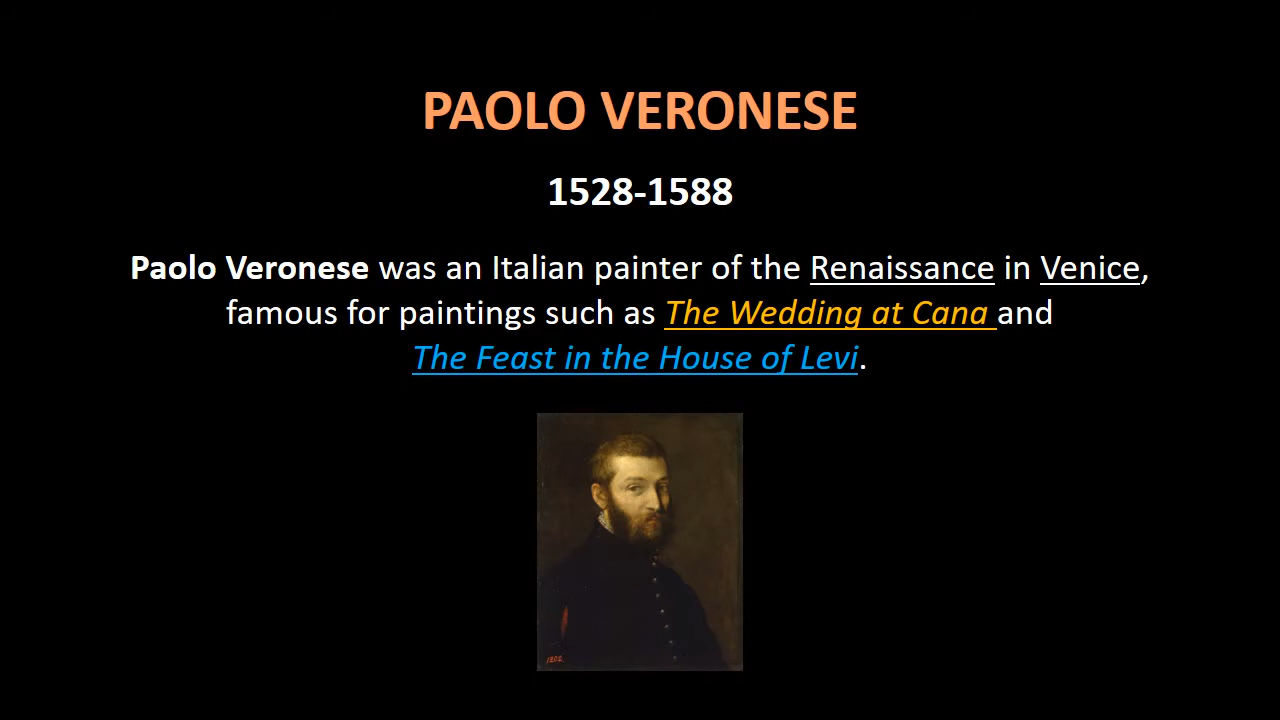 PAOLO VERONESE
1528-1588
Paolo Veronese was an Italian painter of the Renaissance in Venice,
famous for paintings such as The Wedding at Cana and
The Feast in the House of Levi.
1202.